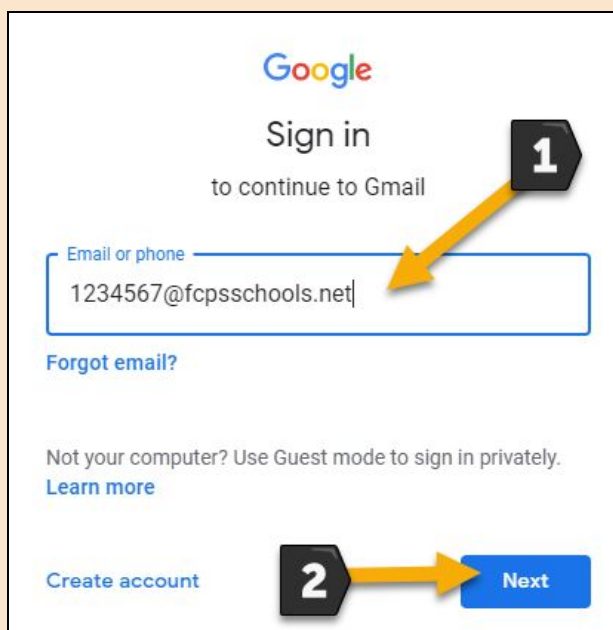 Google
Sign in
1
to continue to Gmail
Email or phone
1234567@fcpsschools.net
Forgot email?
Not your computer? Use Guest mode to sign in privately.
Learn more
Create account
2
Next